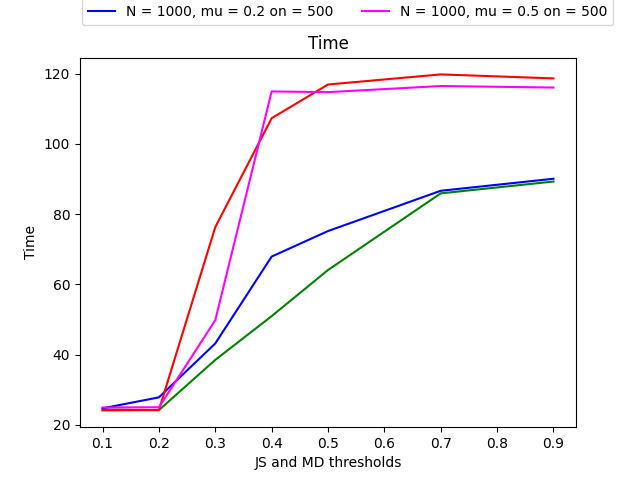 N = 1000, mu = 0.2 on = 500 N = 1000, mu = 0.5 on = 500
Time
120
100
80
60
40
20
Time
0.1 0.2 0.3 0.4 0.5 0.6 0.7 0.8 0.9
JS and MD thresholds